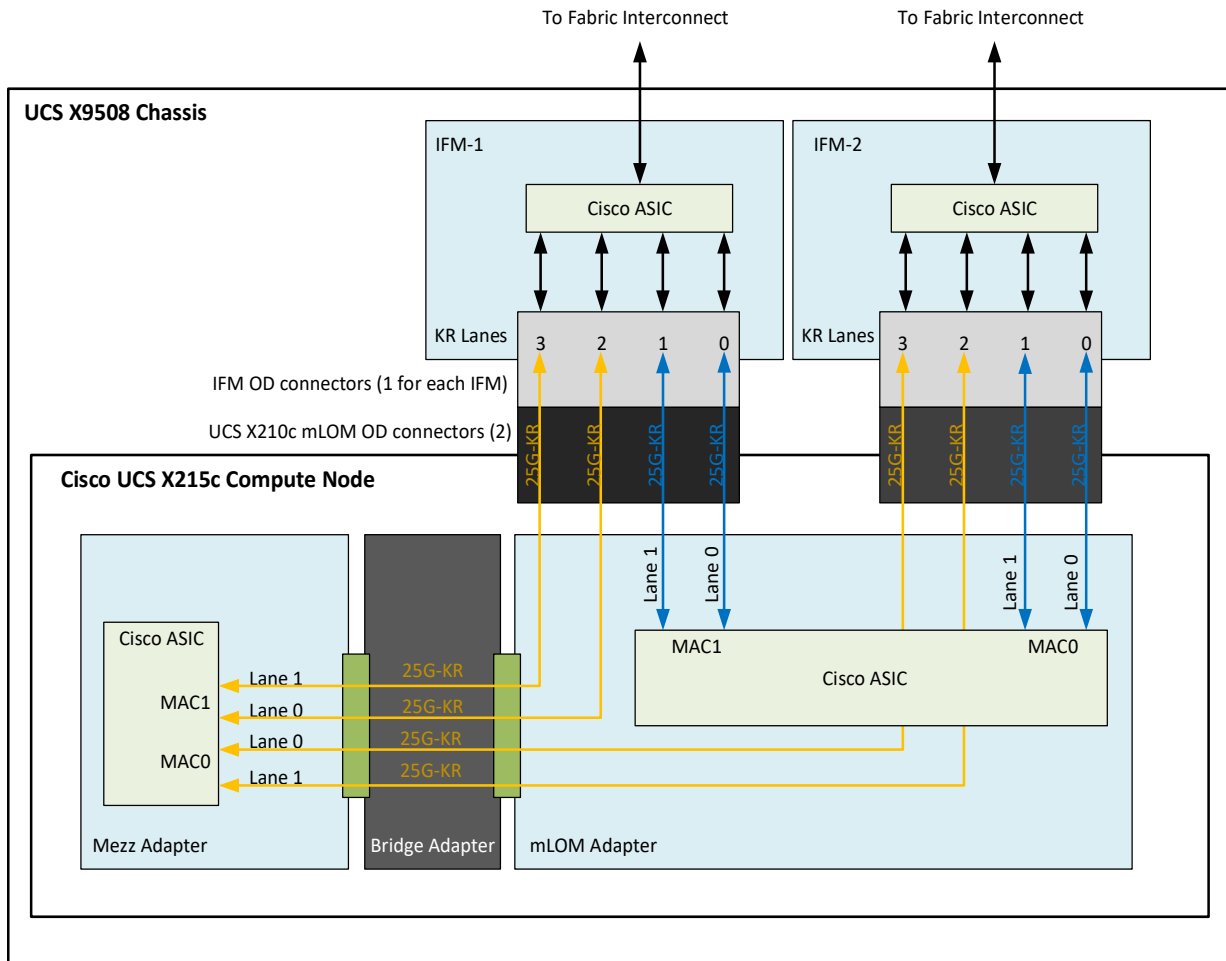 To Fabric Interconnect
To Fabric Interconnect
UCS X9508 Chassis
IFM-1
IFM-2
Cisco ASIC
Cisco ASIC
KR Lanes
3
2
1
0
KR Lanes
3
2
1
0
IFM OD connectors (1 for each IFM)
UCS X210c mLOM OD connectors (2)
25G-KR
25G-KR
25G-KR
25G-KR
25G-KR
25G-KR
25G-KR
25G-KR
Cisco UCS X215c Compute Node
Lane 1
Lane 0
Lane 1
Lane 0
Cisco ASIC
MAC1
MAC0
Cisco ASIC
MAC1
MAC0
Lane 1
Lane 0
Lane 0
Lane 1
25G-KR
25G-KR
25G-KR
25G-KR
Mezz Adapter
Bridge Adapter
mLOM Adapter